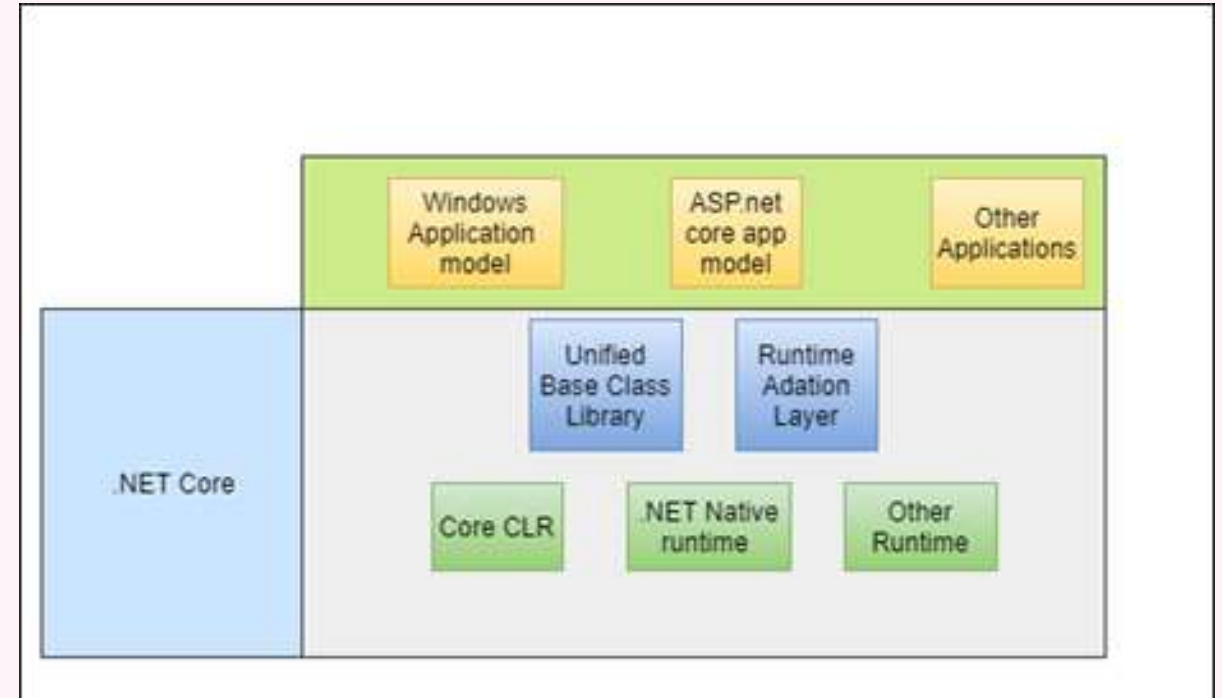 Windows
Application
model
ASP.net
core app
model
Other
Applications
Unified
Base Class
Library
Runtime
Adation
Layer
.NET Core
Core CLR
.NET Native
runtime
Other
Runtime